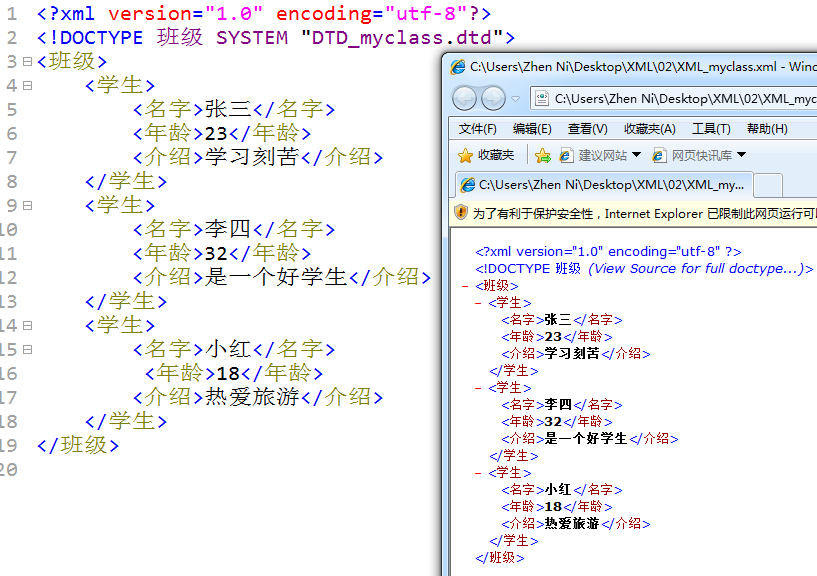 1 <?xml version="1.0" encoding="utf-8"?>
2 <!DOCTYPE 班级 SYSTEM "DTD_myclass.dtd">
3 <班级>
4 <学生>
5 <名字>张三</名字>
6 <年龄>23</年龄>
7 <介绍>学习刻苦</介绍>
8 </学生>
9 <学生>
10 <名字>李四</名字>
11 <年龄>32</年龄>
12 <介绍>是一个好学生</介绍>
13 </学生>
14 <学生>
15 <名字>小红</名字>
16 <年龄>18</年龄>
17 <介绍>热爱旅游</介绍>
18 </学生>
19 </班级>
20
C:\Users\Zhen Ni\Desktop\XML\02\XML_myclass.xml - Winc
C:\Users\Zhen Ni\Desktop\XML\02\XML_myc
文件(F) 编辑(E) 查看(V) 收藏夹(A) 工具(T) 帮助(H)
收藏夹 建议网站 网页快讯库
C:\Users\Zhen Ni\Desktop\XML\02\XML_my...
为了有利于保护安全性，Internet Explorer 已限制此网页运行可
<?xml version="1.0" encoding="utf-8" ?>
<!DOCTYPE 班级 (View Source for full doctype...)>
- <班级>
- <学生>
<名字>张三</名字>
<年龄>23</年龄>
<介绍>学习刻苦</介绍>
</学生>
- <学生>
<名字>李四</名字>
<年龄>32</年龄>
<介绍>是一个好学生</介绍>
</学生>
- <学生>
<名字>小红</名字>
<年龄>18</年龄>
<介绍>热爱旅游</介绍>
</学生>
</班级>